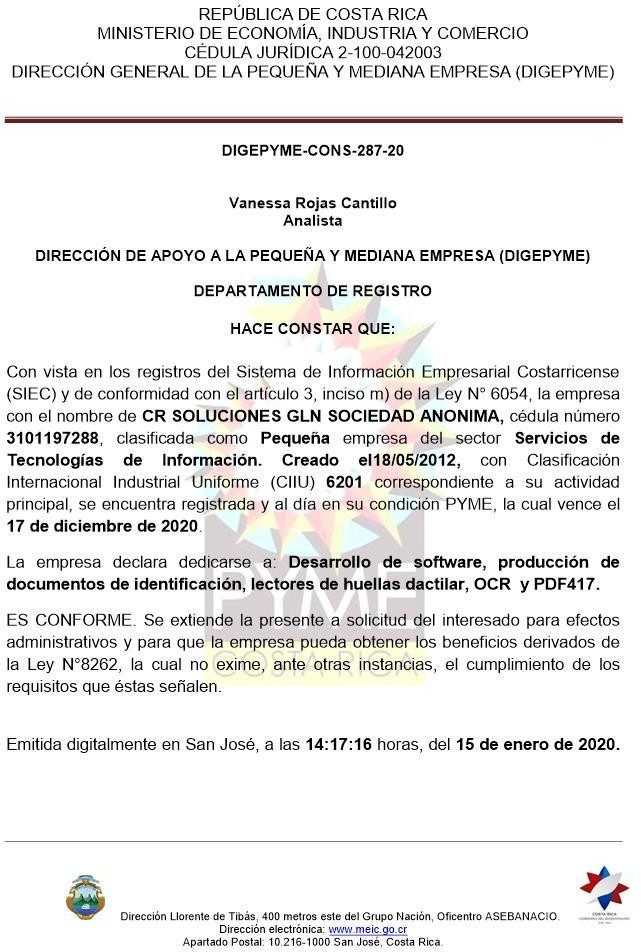 REPÚBLICA DE COSTA RICA
MINISTERIO DE ECONOMÍA, INDUSTRIA Y COMERCIO
CÉDULA JURÍDICA 2-100-042003
DIRECCIÓN GENERAL DE LA PEQUEÑA Y MEDIANA EMPRESA (DIGEPYME)
DIGEPYME-CONS-287-20
Vanessa Rojas Cantillo
Analista
DIRECCIÓN DE APOYO A LA PEQUEÑA Y MEDIANA EMPRESA (DIGEPYME)
DEPARTAMENTO DE REGISTRO
HACE CONSTAR QUE:
Con vista en los registros del Sistema de Información Empresarial Costarricense
(SIEC) y de conformidad con el artículo 3, inciso m) de la Ley N° 6054, la empresa
con el nombre de CR SOLUCIONES GLN SOCIEDAD ANONIMA, cédula número
3101197288, clasificada como Pequeña empresa del sector Servicios de
Tecnologías de Información. Creado el18/05/2012, con Clasificación
Internacional Industrial Uniforme (CIIU) 6201 correspondiente a su actividad
principal, se encuentra registrada y al día en su condición PYME, la cual vence el
17 de diciembre de 2020.
La empresa declara dedicarse a: Desarrollo de software, producción de
documentos de identificación, lectores de huellas dactilar, OCR y PDF417.
PYME
ES CONFORME. Se extiende la presente a solicitud del interesado para efectos
administrativos y para que la empresa pueda obtener los beneficios derivados de
la Ley N°8262, la cual no exime, ante otras instancias, el cumplimiento de los
COSTA RICA
requisitos que éstas señalen.
Emitida digitalmente en San José, a las 14:17:16 horas, del 15 de enero de 2020.
Dirección Llorente de Tibás, 400 metros este del Grupo Nación, Oficentro ASEBANACIO.
Dirección electrónica: www.meic.go.cr
Apartado Postal: 10.216-1000 San José, Costa Rica.
COSTA RICA
GOBIERNO DEL BICENTENARIO